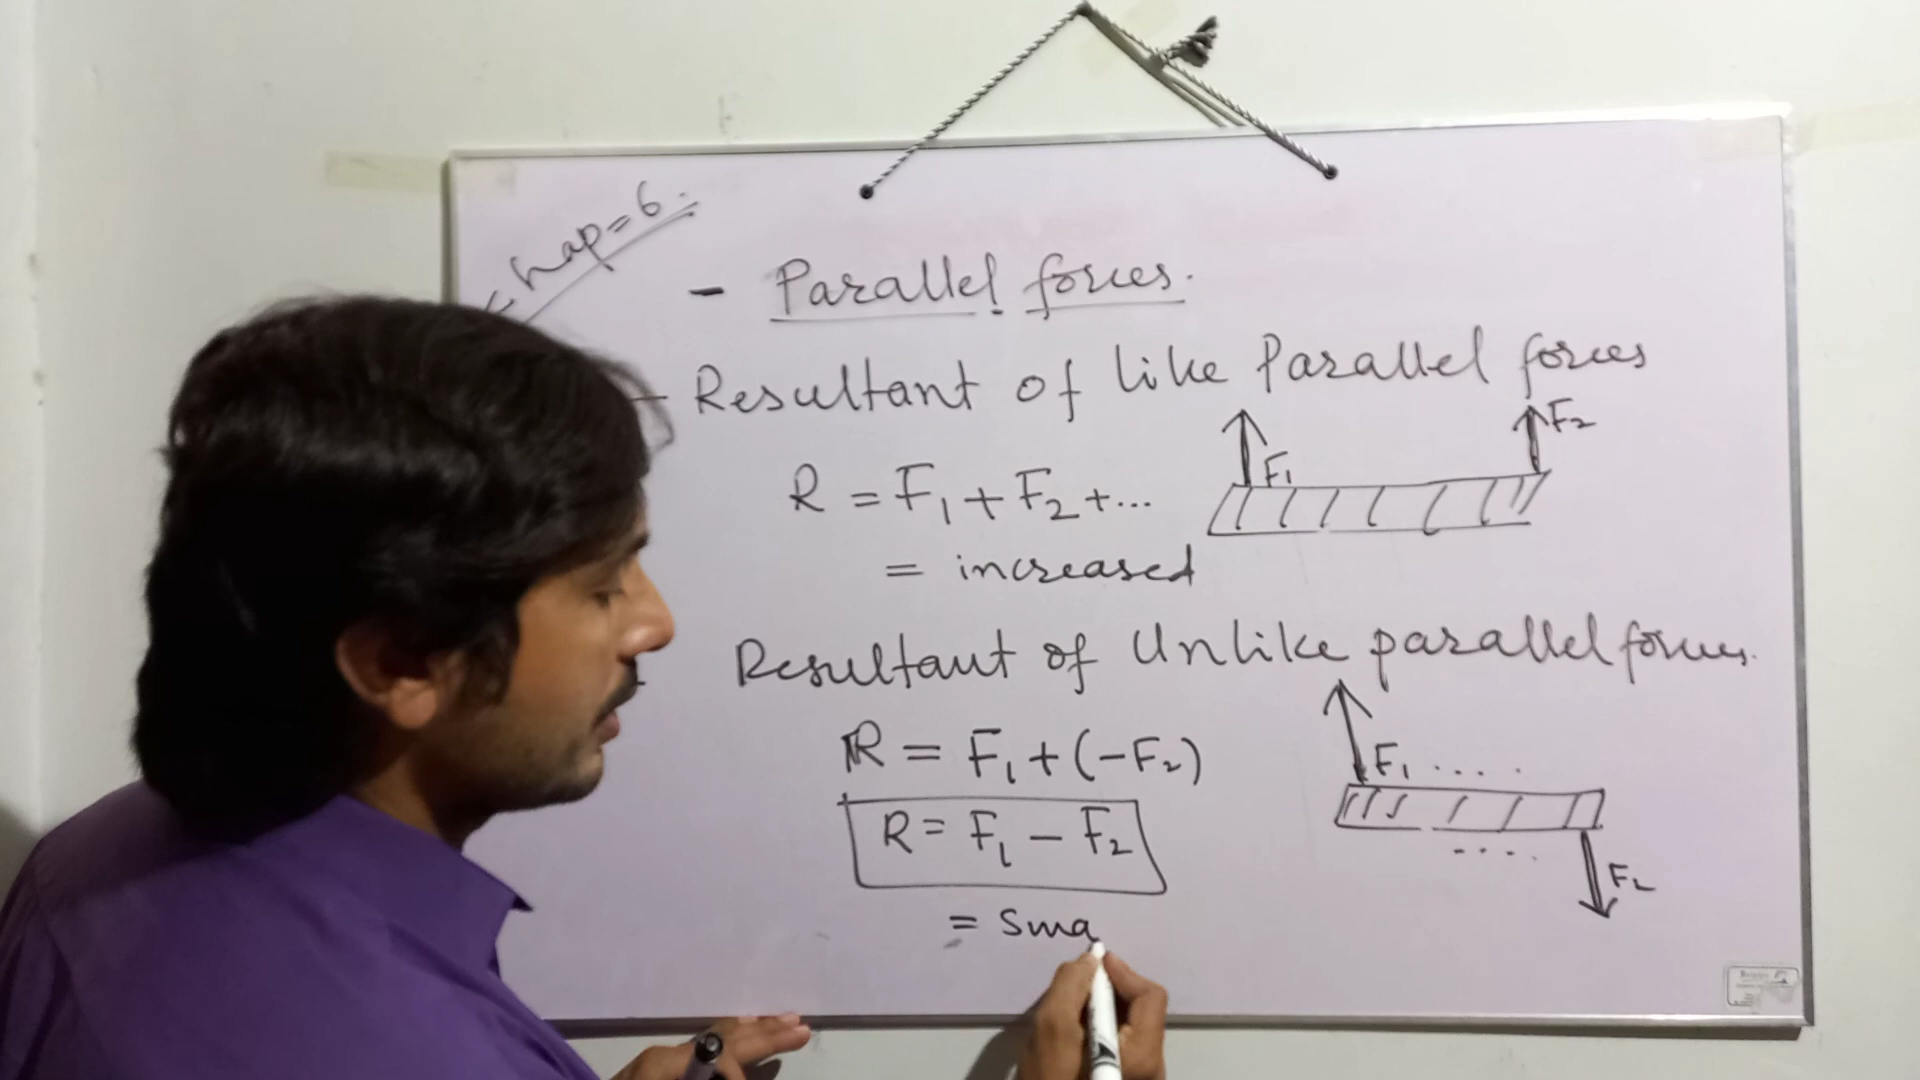 Chap=6.
- Parallel forces.
- Resultant of like Parallel forces
F₂
F₁
R = F₁ + F₂ + ...
= increased
Resultant of Unlike parallel forces.
R = F₁ + (-F₂)
F₁ ....
R = F₁ - F₂
....
F₂
= Sma